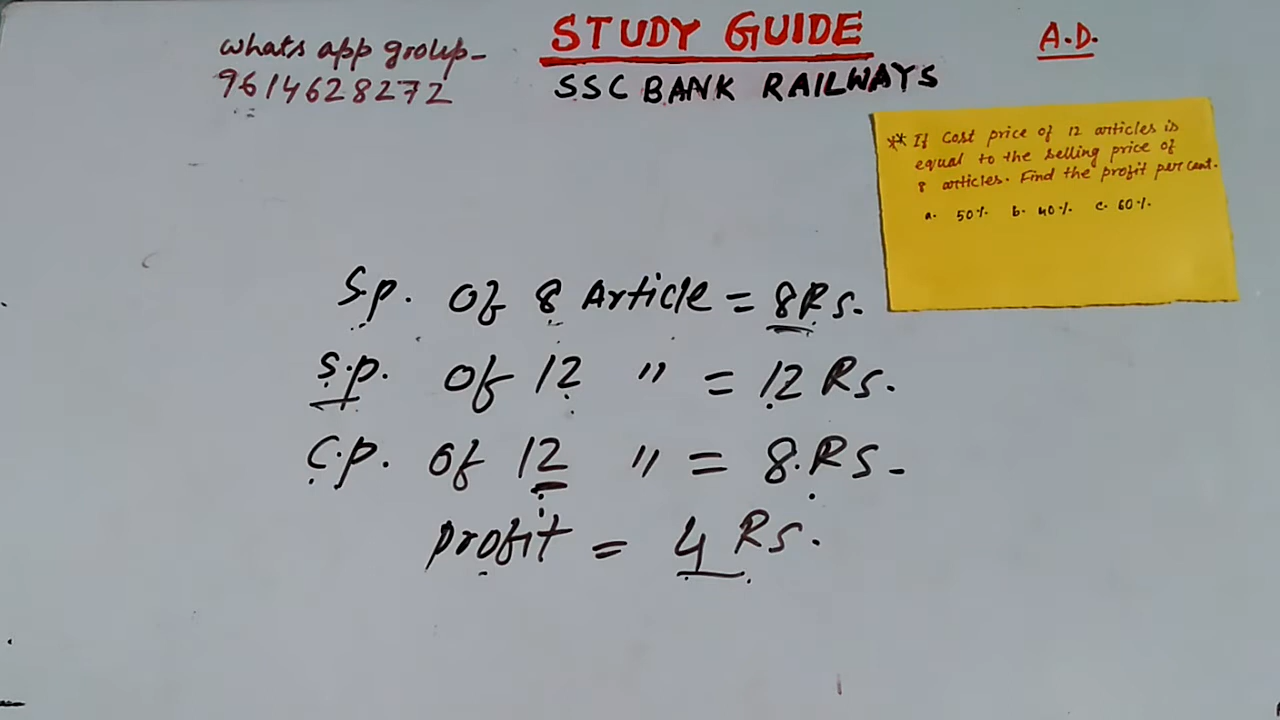 whats app group-
9614628272
STUDY GUIDE
SSC BANK RAILWAYS
A.D.
** If Cost price of 12 articles is
equal to the selling price of
8 articles. Find the profit per cent.
a. 50% b. 40% c. 60%
S.p. of 8 Article = 8Rs.
S.p. of 12 " = 12 Rs.
C.p. of 12 " = 8.Rs-
profit = 4 Rs.